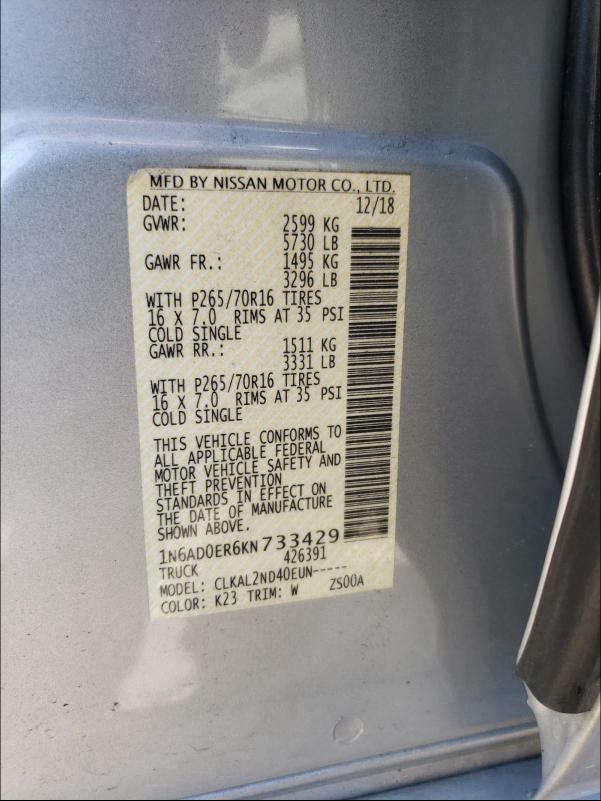 MFD BY NISSAN MOTOR CO., LTD.
DATE: 12/18
GVWR: 2599 KG
5730 LB
GAWR FR.: 1495 KG
3296 LB
WITH P265/70R16 TIRES
16 X 7.0 RIMS AT 35 PSI
COLD SINGLE
GAWR RR.: 1511 KG
3331 LB
WITH P265/70R16 TIRES
16 X 7.0 RIMS AT 35 PSI
COLD SINGLE
THIS VEHICLE CONFORMS TO
ALL APPLICABLE FEDERAL
MOTOR VEHICLE SAFETY AND
THEFT PREVENTION
STANDARDS IN EFFECT ON
THE DATE OF MANUFACTURE
SHOWN ABOVE.
1N6AD0ER6KN733429
TRUCK 426391
MODEL: CLKAL2ND40EUN-----
COLOR: K23 TRIM: W ZS00A